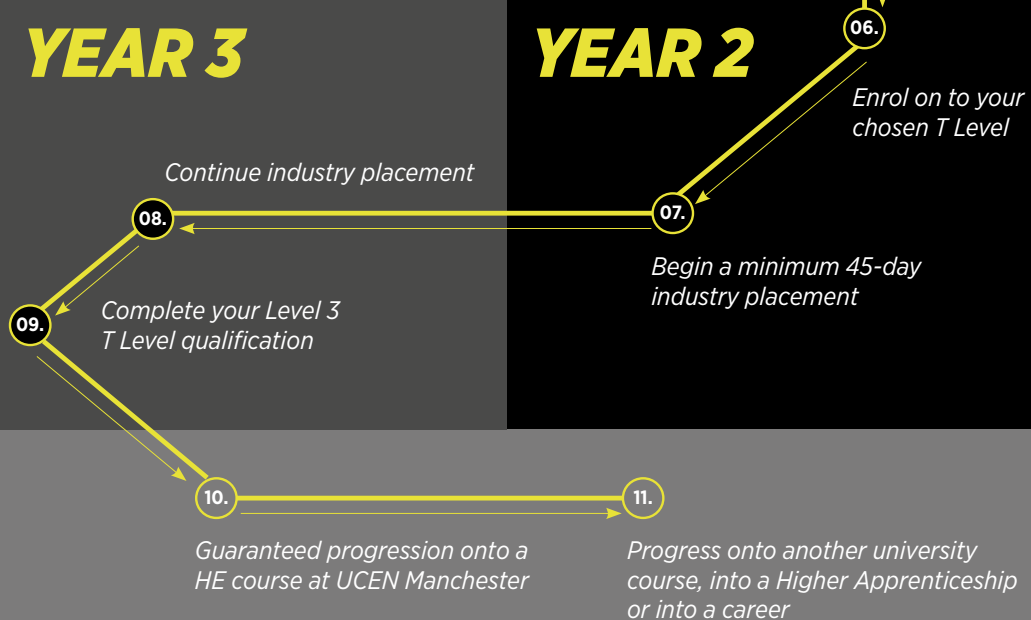 YEAR 3
YEAR 2
06.
Enrol on to your
chosen T Level
07.
Begin a minimum 45-day
industry placement
Continue industry placement
08.
09.
Complete your Level 3
T Level qualification
10.
Guaranteed progression onto a
HE course at UCEN Manchester
11.
Progress onto another university
course, into a Higher Apprenticeship
or into a career